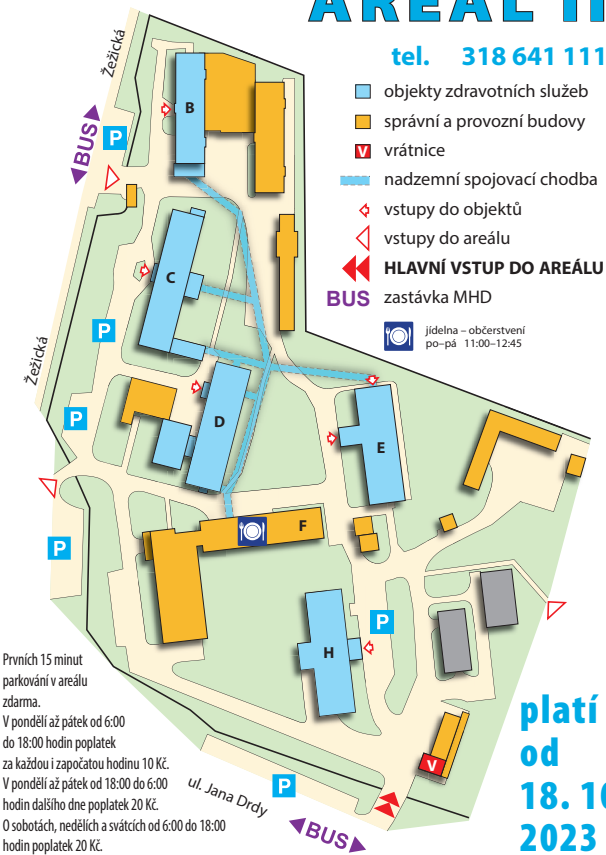 AREÁL II
tel. 318 641 111
objekty zdravotních služeb
správní a provozní budovy
V vrátnice
nadzemní spojovací chodba
vstupy do objektů
vstupy do areálu
HLAVNÍ VSTUP DO AREÁLU
BUS zastávka MHD
jídelna – občerstvení
po–pá 11:00–12:45
Žežická
BUS
P
B
C
P
Žežická
P
D
E
P
F
P
H
V
P
ul. Jana Drdy
BUS
Prvních 15 minut
parkování v areálu
zdarma.
V pondělí až pátek od 6:00
do 18:00 hodin poplatek
za každou i započatou hodinu 10 Kč.
V pondělí až pátek od 18:00 do 6:00
hodin dalšího dne poplatek 20 Kč.
O sobotách, nedělích a svátcích od 6:00 do 18:00
hodin poplatek 20 Kč.
platí
od
18. 10
2023